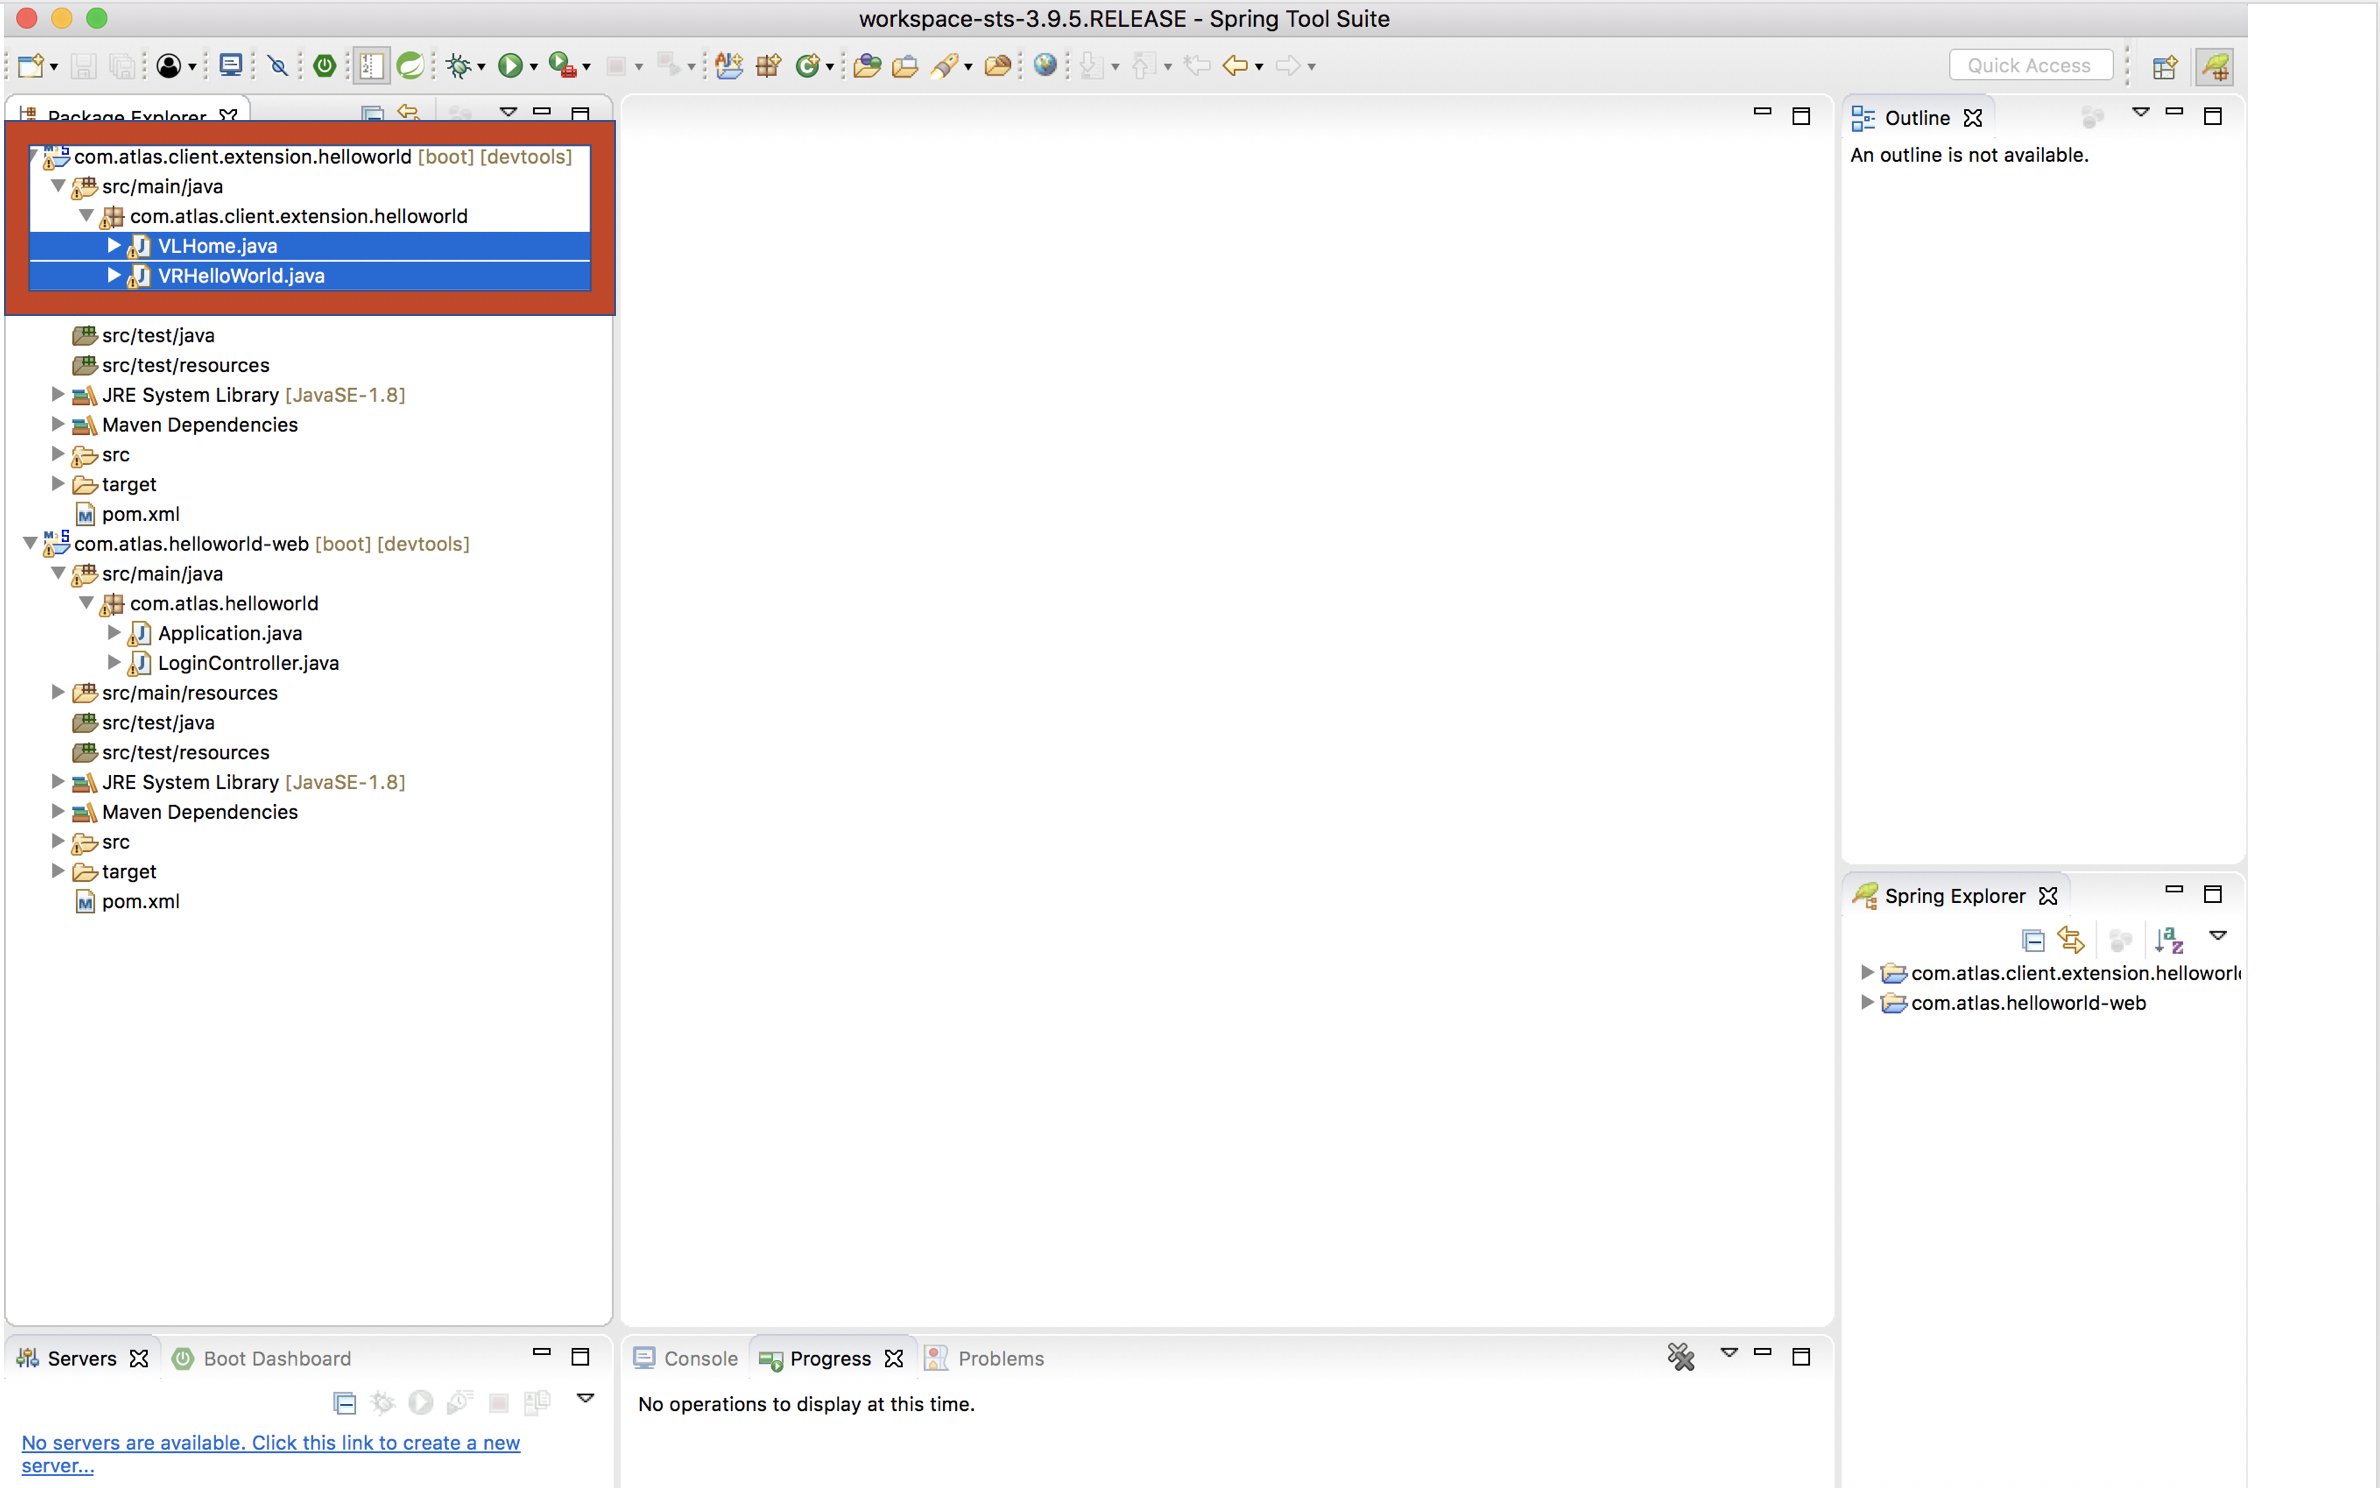 workspace-sts-3.9.5.RELEASE - Spring Tool Suite
Quick Access
Package Explorer
com.atlas.client.extension.helloworld [boot] [devtools]
src/main/java
com.atlas.client.extension.helloworld
VLHome.java
VRHelloWorld.java
src/test/java
src/test/resources
JRE System Library [JavaSE-1.8]
Maven Dependencies
src
target
pom.xml
com.atlas.helloworld-web [boot] [devtools]
src/main/java
com.atlas.helloworld
Application.java
LoginController.java
src/main/resources
src/test/java
src/test/resources
JRE System Library [JavaSE-1.8]
Maven Dependencies
src
target
pom.xml
Outline
An outline is not available.
Spring Explorer
com.atlas.client.extension.helloworl
com.atlas.helloworld-web
Servers
Boot Dashboard
No servers are available. Click this link to create a new
server...
Console
Progress
Problems
No operations to display at this time.